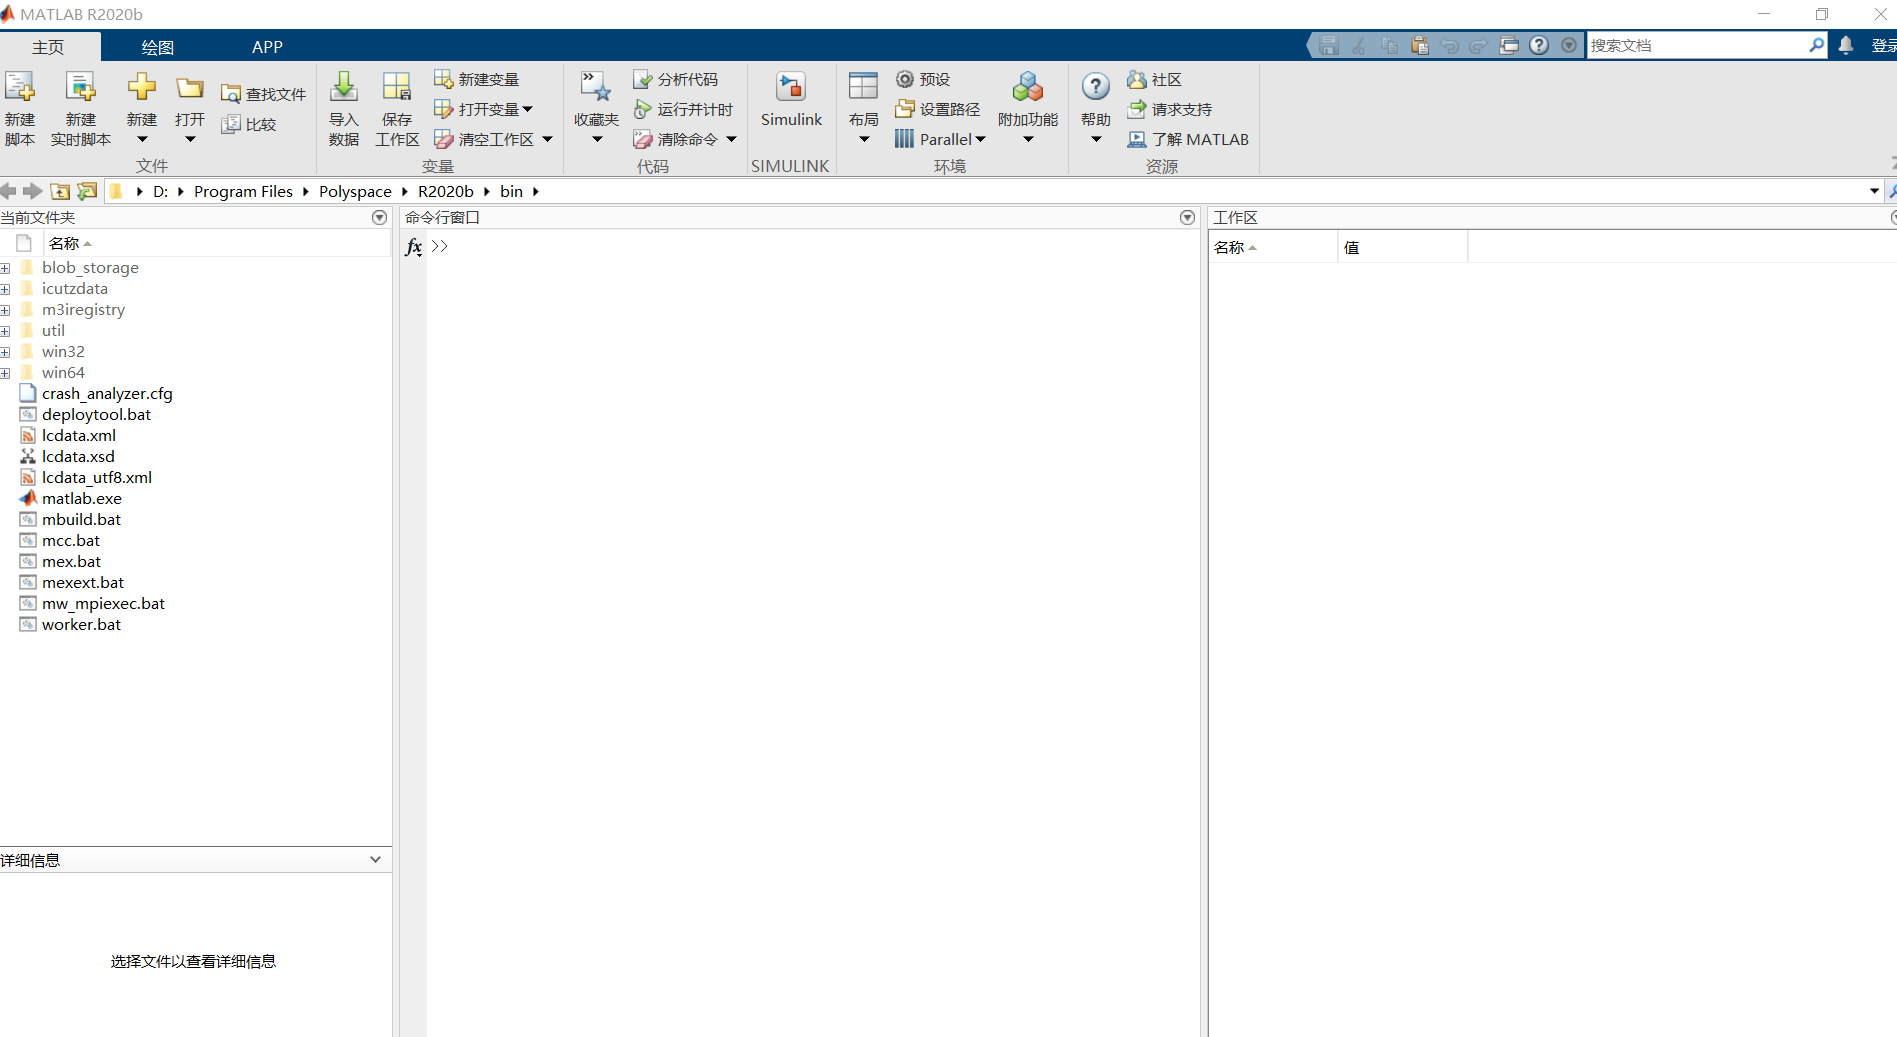 MATLAB R2020b
主页 绘图 APP
搜索文档
登录
新建
脚本
新建
实时脚本
新建
打开
查找文件
比较
文件
导入
数据
保存
工作区
新建变量
打开变量
清空工作区
变量
收藏夹
分析代码
运行并计时
清除命令
代码
Simulink
SIMULINK
布局
预设
设置路径
Parallel
附加功能
环境
帮助
社区
请求支持
了解 MATLAB
资源
D: Program Files Polyspace R2020b bin
当前文件夹
名称
blob_storage
icutzdata
m3iregistry
util
win32
win64
crash_analyzer.cfg
deploytool.bat
lcdata.xml
lcdata.xsd
lcdata_utf8.xml
matlab.exe
mbuild.bat
mcc.bat
mex.bat
mexext.bat
mw_mpiexec.bat
worker.bat
详细信息
选择文件以查看详细信息
命令行窗口
fx >>
工作区
名称 值